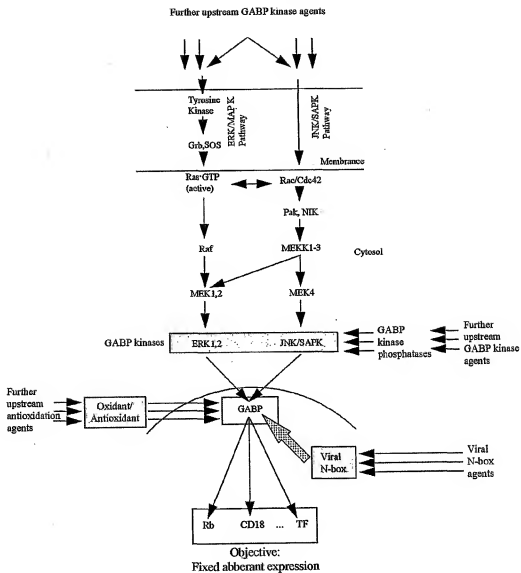 Further upstream GABP kinase agents
Tyrosine
Kinase
ERK/MAP K
Pathway
JNK/SAPK
Pathway
Grb,SOS
Membrance
Ras·GTP
(active)
Rac/Cdc42
Pak, NIK
Raf
MEKK1-3
Cytosol
MEK1,2
MEK4
GABP kinases
ERK1,2
JNK/SAPK
GABP
kinase
phosphatases
Further
upstream
GABP kinase
agents
Further
upstream
antioxidation
agents
Oxidant/
Antioxidant
GABP
Viral
N-box
Viral
N-box
agents
Rb CD18 ... TF
Objective:
Fixed abberant expression